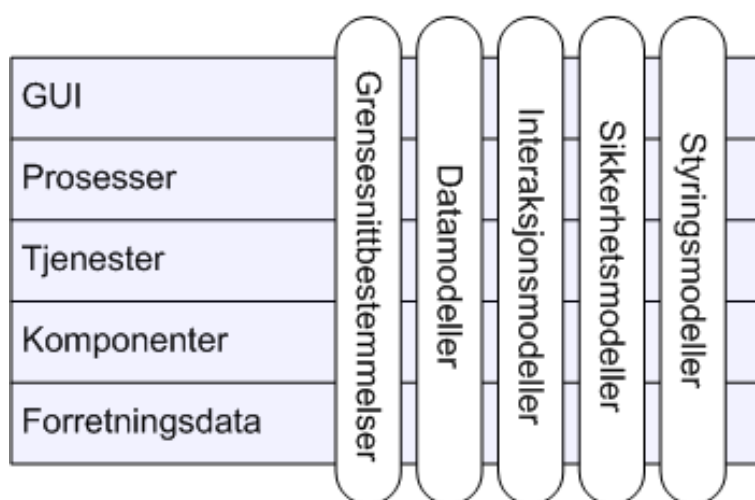 GUI
Prosesser
Tjenester
Komponenter
Forretningsdata
Grensesnittbestemmelser
Datamodeller
Interaksjonsmodeller
Sikkerhetsmodeller
Styringsmodeller